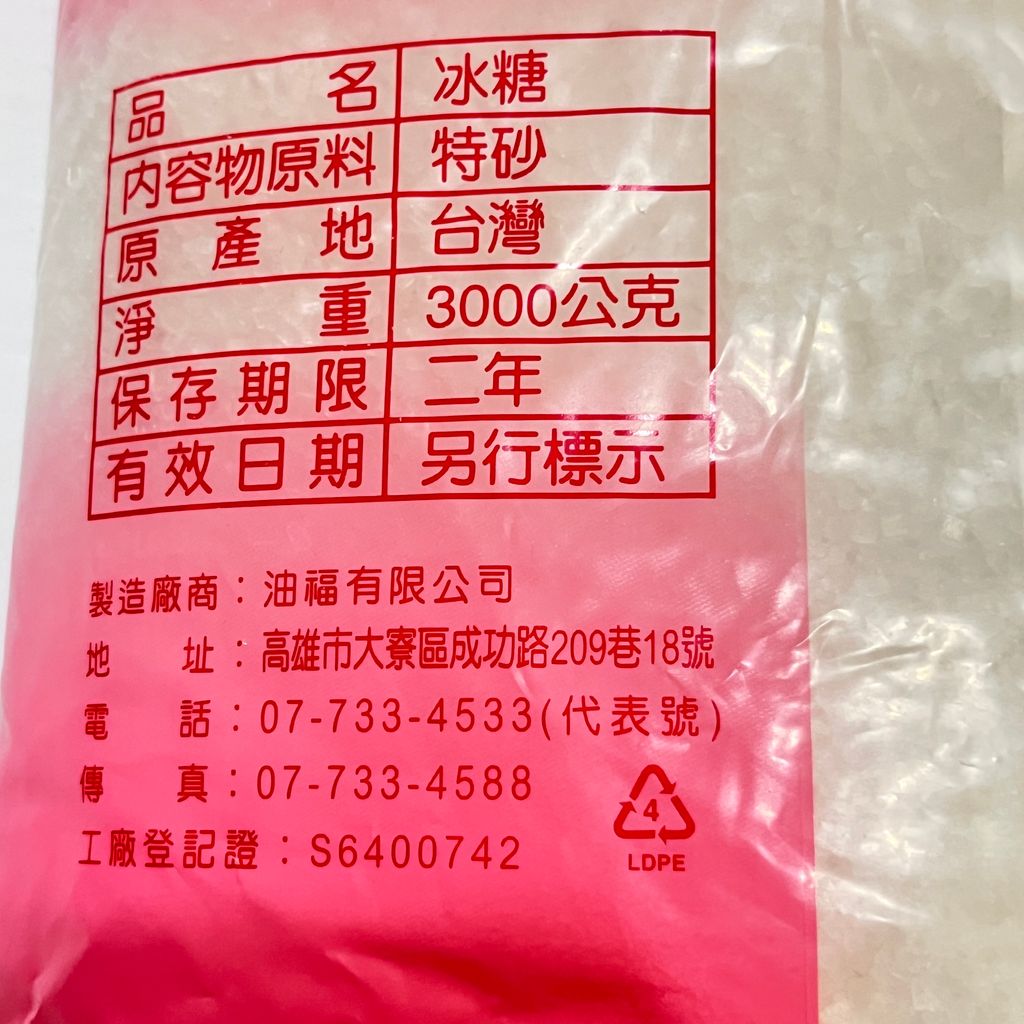 品名 冰糖
內容物原料 特砂
原產地 台灣
淨重 3000公克
保存期限 二年
有效日期 另行標示
製造廠商：油福有限公司
地址：高雄市大寮區成功路209巷18號
電話：07-733-4533(代表號)
傳真：07-733-4588
工廠登記證：S6400742
4
LDPE